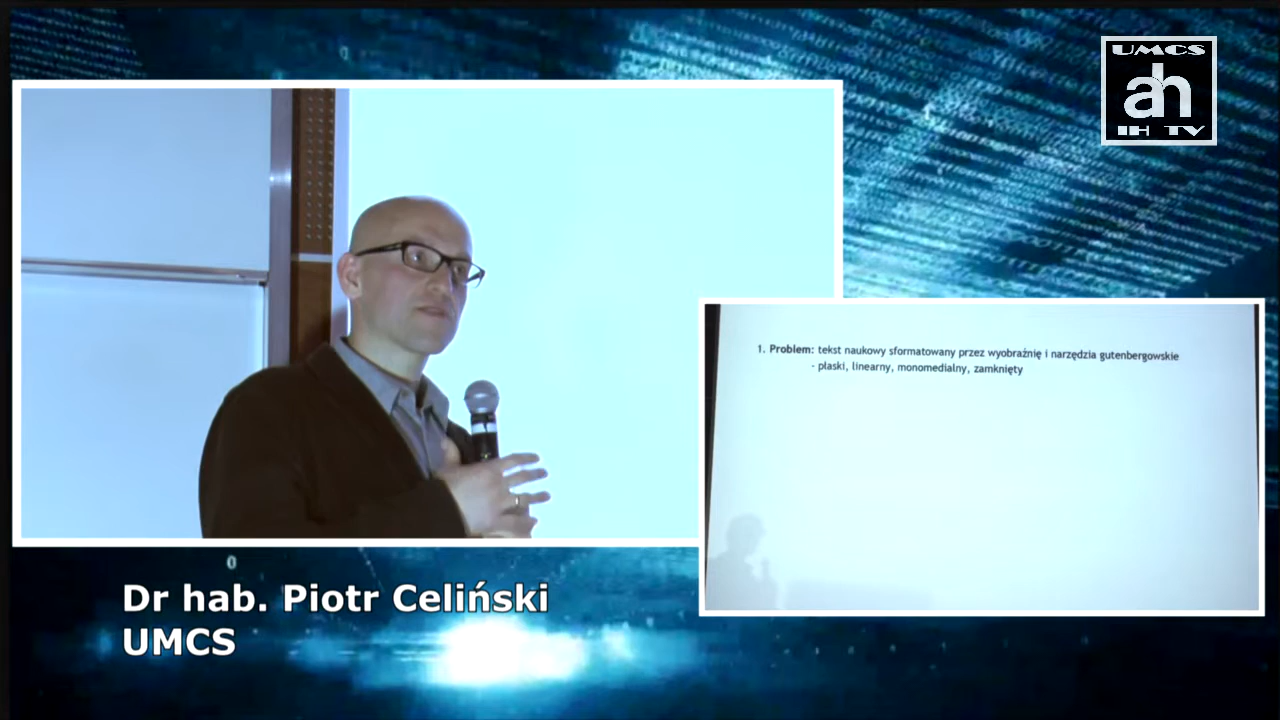 UMCS
ah
IH TV
1. Problem: tekst naukowy sformatowany przez wyobraźnię i narzędzia gutenbergowskie
- płaski, linearny, monomedialny, zamknięty
Dr hab. Piotr Celiński
UMCS